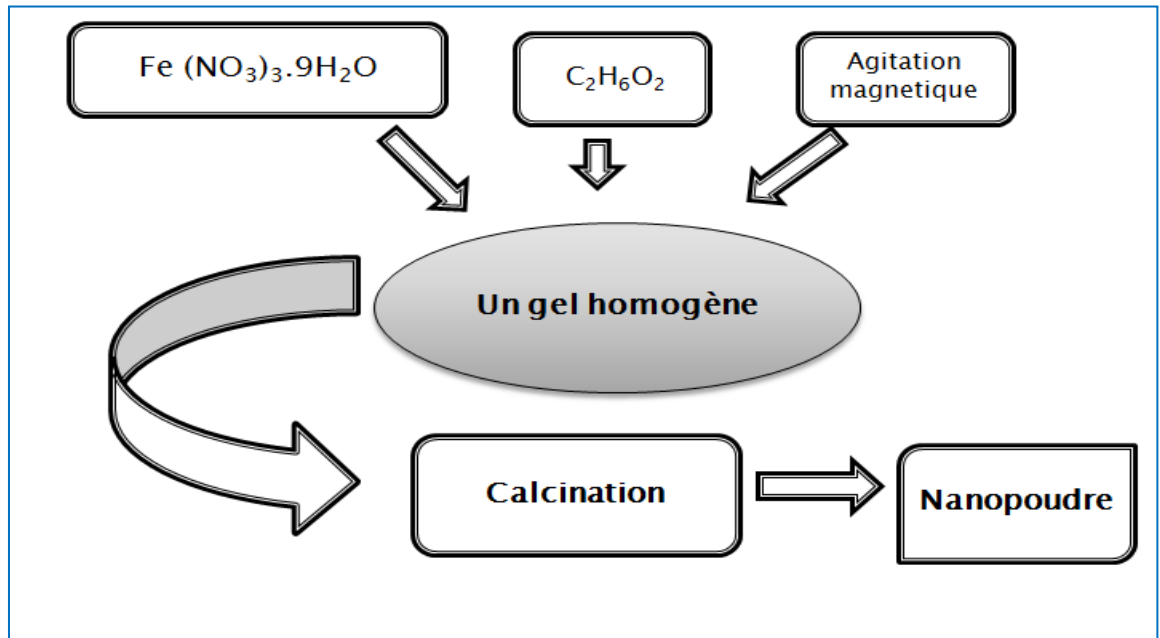 Fe (NO₃)₃.9H₂O
C₂H₆O₂
Agitation
magnetique
Un gel homogène
Calcination
Nanopoudre